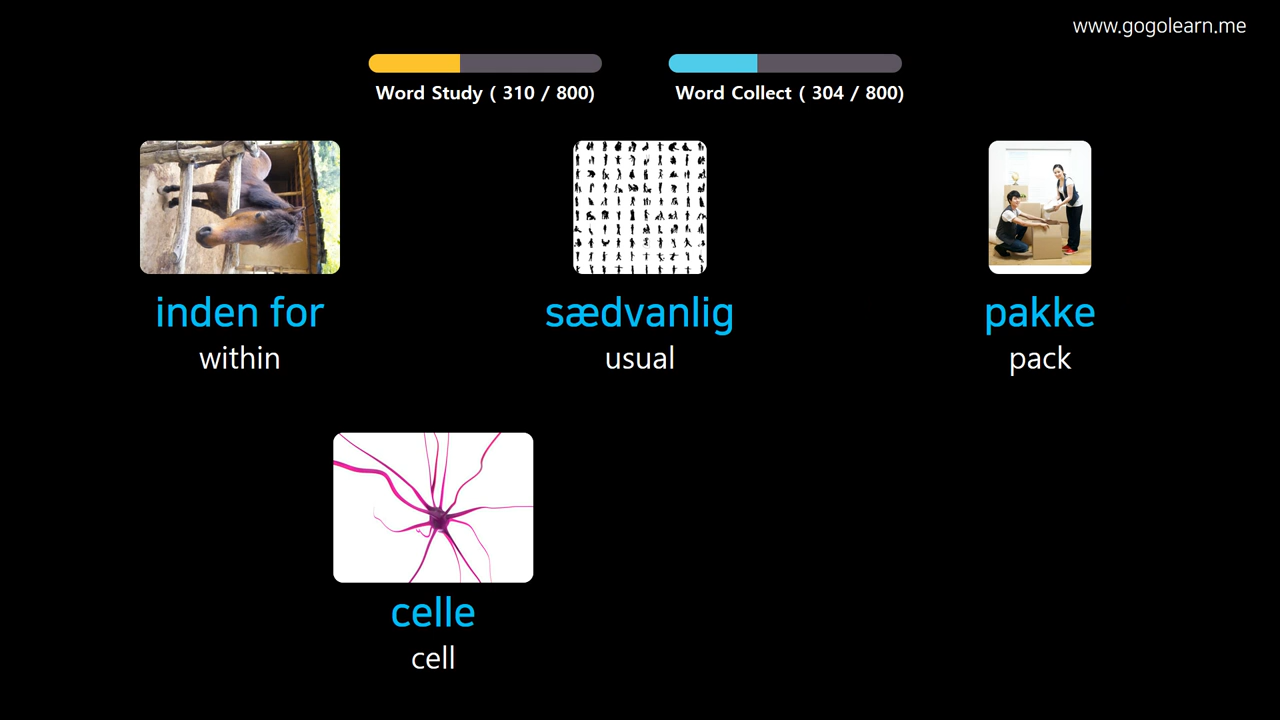 www.gogolearn.me
Word Study ( 310 / 800)
Word Collect ( 304 / 800)
inden for
within
sædvanlig
usual
pakke
pack
celle
cell